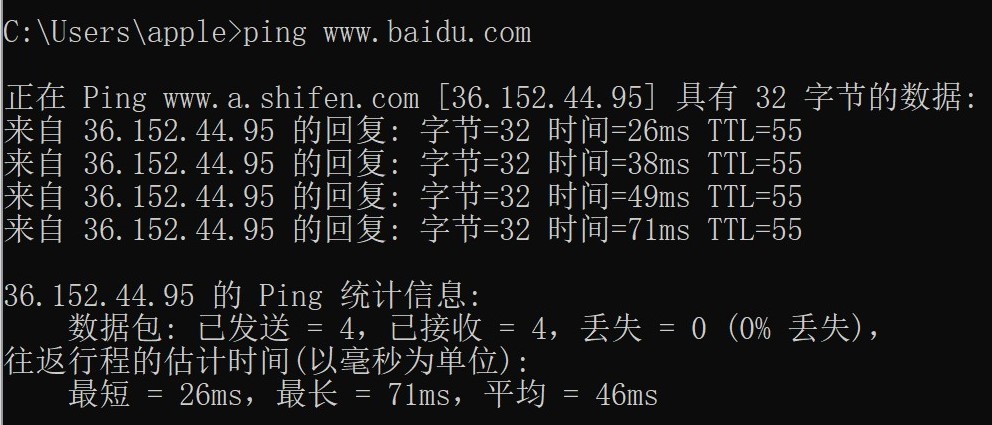 C:\Users\apple>ping www.baidu.com
正在 Ping www.a.shifen.com [36.152.44.95] 具有 32 字节的数据:
来自 36.152.44.95 的回复: 字节=32 时间=26ms TTL=55
来自 36.152.44.95 的回复: 字节=32 时间=38ms TTL=55
来自 36.152.44.95 的回复: 字节=32 时间=49ms TTL=55
来自 36.152.44.95 的回复: 字节=32 时间=71ms TTL=55
36.152.44.95 的 Ping 统计信息:
数据包: 已发送 = 4，已接收 = 4，丢失 = 0 (0% 丢失)，
往返行程的估计时间(以毫秒为单位):
最短 = 26ms，最长 = 71ms，平均 = 46ms